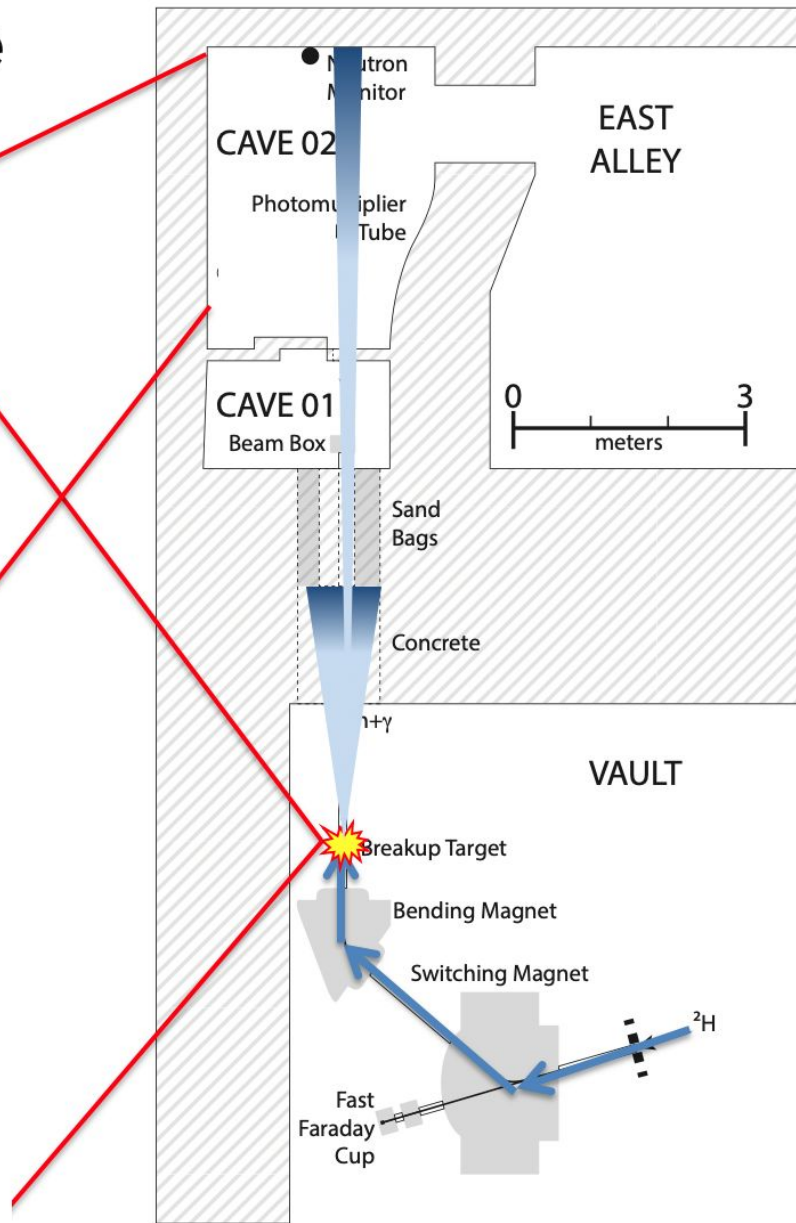 e
Neutron
Monitor
CAVE 02
EAST
ALLEY
Photomultiplier
Tube
0 3
meters
CAVE 01
Beam Box
Sand
Bags
Concrete
n+γ
VAULT
Breakup Target
Bending Magnet
Switching Magnet
²H
Fast
Faraday
Cup